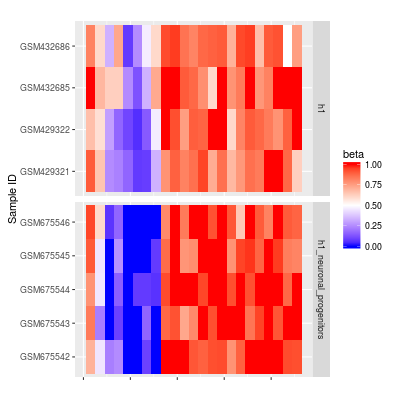 GSM432686
GSM432685
GSM429322
GSM429321
h1
GSM675546
GSM675545
GSM675544
GSM675543
GSM675542
h1_neuronal_progenitors
Sample ID
beta
1.00
0.75
0.50
0.25
0.00